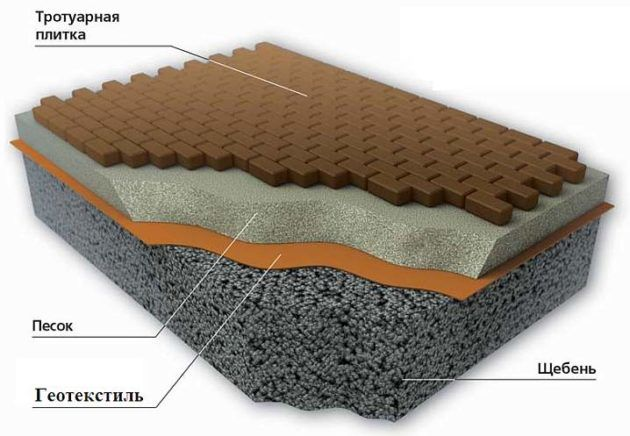 Тротуарная
плитка
Песок
Геотекстиль
Щебень